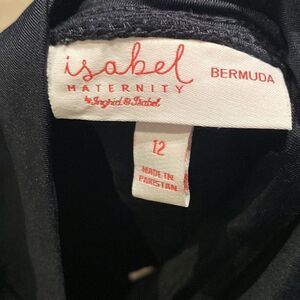 isabel
MATERNITY
by Ingrid & Isabel
BERMUDA
12
MADE IN
PAKISTAN